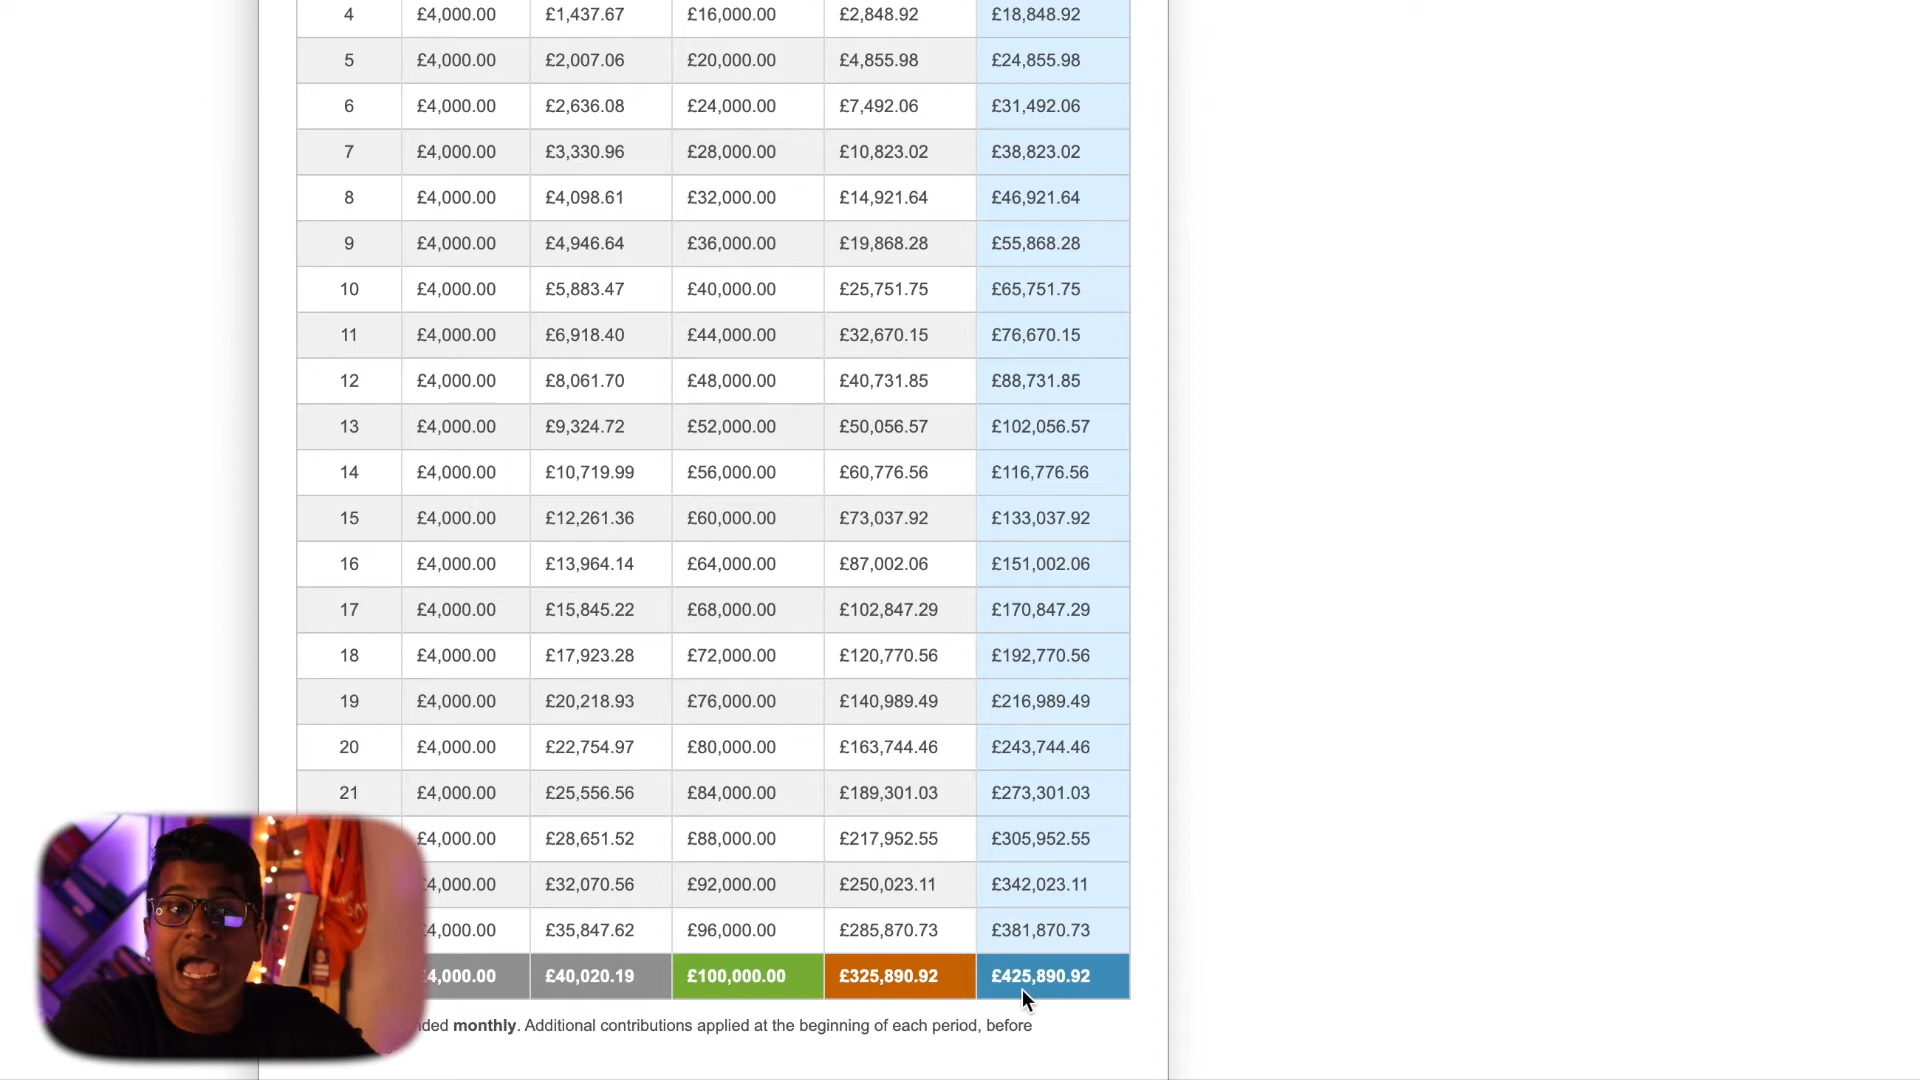 4 £4,000.00 £1,437.67 £16,000.00 £2,848.92 £18,848.92
5 £4,000.00 £2,007.06 £20,000.00 £4,855.98 £24,855.98
6 £4,000.00 £2,636.08 £24,000.00 £7,492.06 £31,492.06
7 £4,000.00 £3,330.96 £28,000.00 £10,823.02 £38,823.02
8 £4,000.00 £4,098.61 £32,000.00 £14,921.64 £46,921.64
9 £4,000.00 £4,946.64 £36,000.00 £19,868.28 £55,868.28
10 £4,000.00 £5,883.47 £40,000.00 £25,751.75 £65,751.75
11 £4,000.00 £6,918.40 £44,000.00 £32,670.15 £76,670.15
12 £4,000.00 £8,061.70 £48,000.00 £40,731.85 £88,731.85
13 £4,000.00 £9,324.72 £52,000.00 £50,056.57 £102,056.57
14 £4,000.00 £10,719.99 £56,000.00 £60,776.56 £116,776.56
15 £4,000.00 £12,261.36 £60,000.00 £73,037.92 £133,037.92
16 £4,000.00 £13,964.14 £64,000.00 £87,002.06 £151,002.06
17 £4,000.00 £15,845.22 £68,000.00 £102,847.29 £170,847.29
18 £4,000.00 £17,923.28 £72,000.00 £120,770.56 £192,770.56
19 £4,000.00 £20,218.93 £76,000.00 £140,989.49 £216,989.49
20 £4,000.00 £22,754.97 £80,000.00 £163,744.46 £243,744.46
21 £4,000.00 £25,556.56 £84,000.00 £189,301.03 £273,301.03
£4,000.00 £28,651.52 £88,000.00 £217,952.55 £305,952.55
£4,000.00 £32,070.56 £92,000.00 £250,023.11 £342,023.11
4,000.00 £35,847.62 £96,000.00 £285,870.73 £381,870.73
4,000.00 £40,020.19 £100,000.00 £325,890.92 £425,890.92
nded monthly. Additional contributions applied at the beginning of each period, before